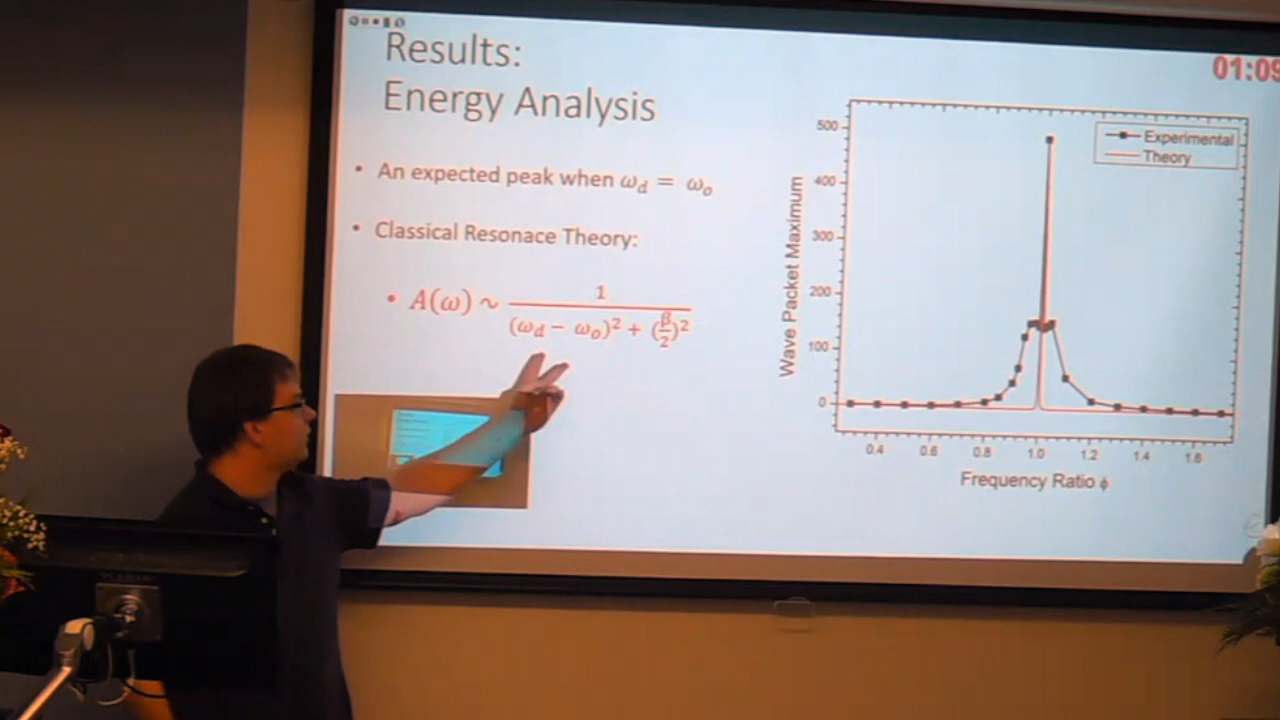 Results:
Energy Analysis
01:09
• An expected peak when ω_d = ω_o
• Classical Resonace Theory:
• A(ω) ~ 1 / ((ω_d − ω_o)² + (β/2)²)
Experimental
Theory
Wave Packet Maximum
500
400
300
200
100
0
0.4 0.6 0.8 1.0 1.2 1.4 1.6
Frequency Ratio ϕ